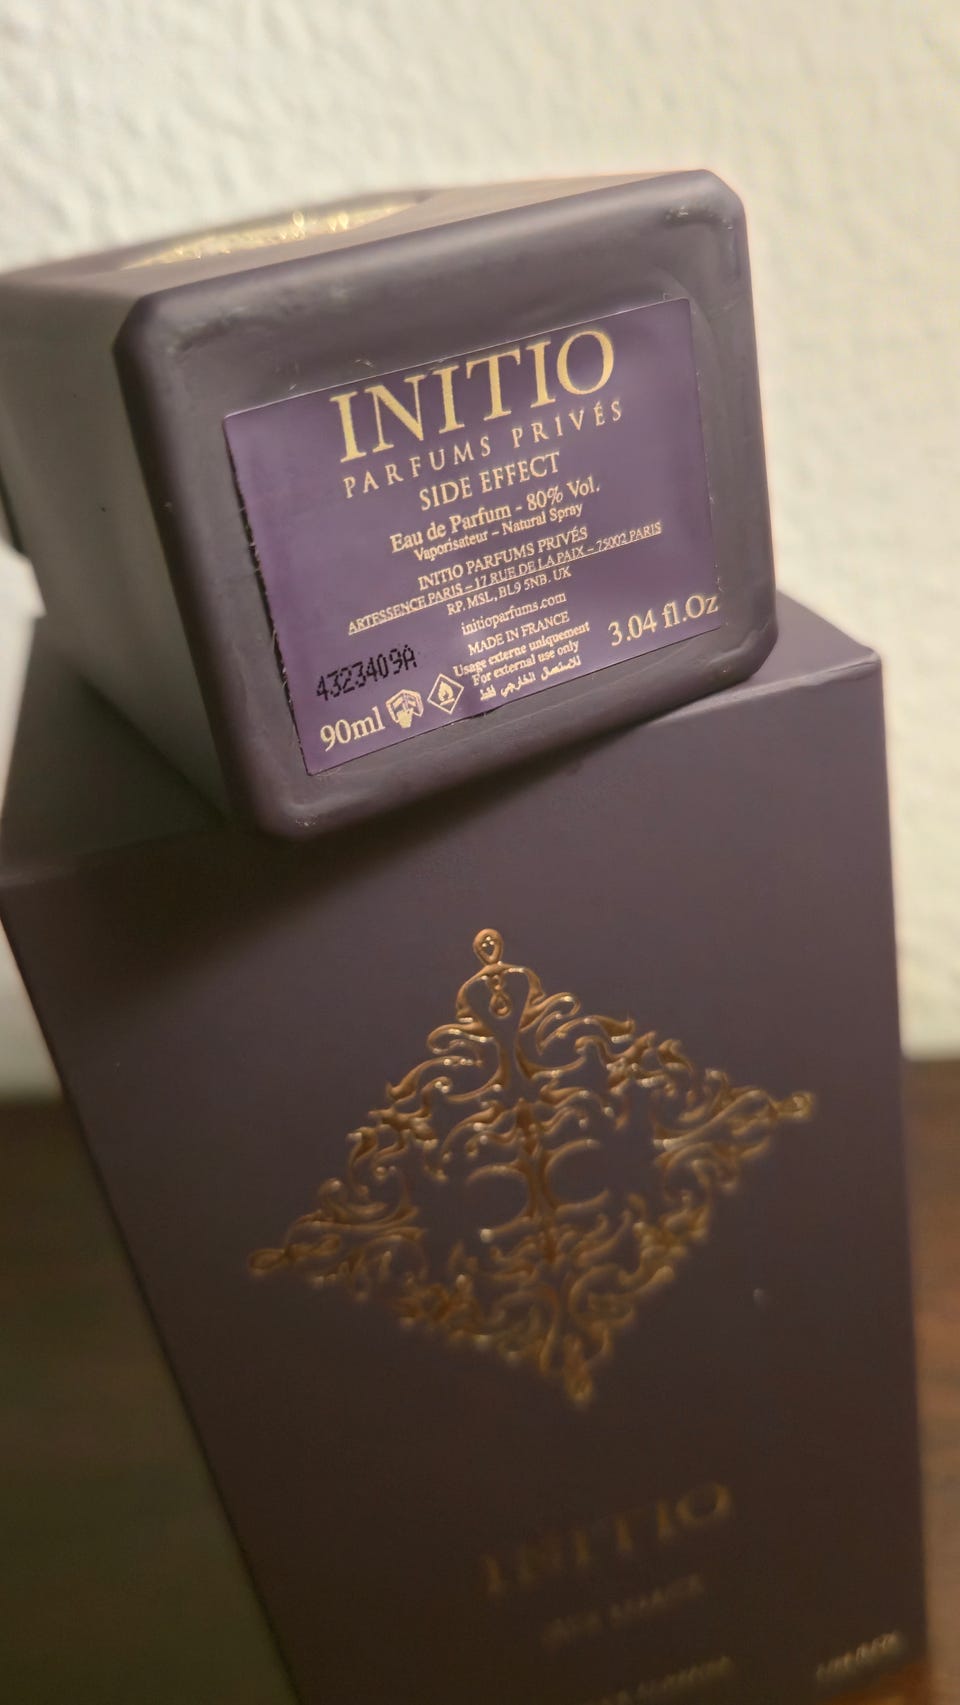 INITIO
PARFUMS PRIVÉS
SIDE EFFECT
Eau de Parfum - 80% Vol.
Vaporisateur – Natural Spray
INITIO PARFUMS PRIVÉS
ARTESSENCE PARIS – 17 RUE DE LA PAIX – 75002 PARIS
RP. MSL, BL9 5NB. UK
initioparfums.com
MADE IN FRANCE
Usage externe uniquement
For external use only
للاستعمال الخارجي فقط
4323409A
90ml
3.04 fl.Oz
INITIO